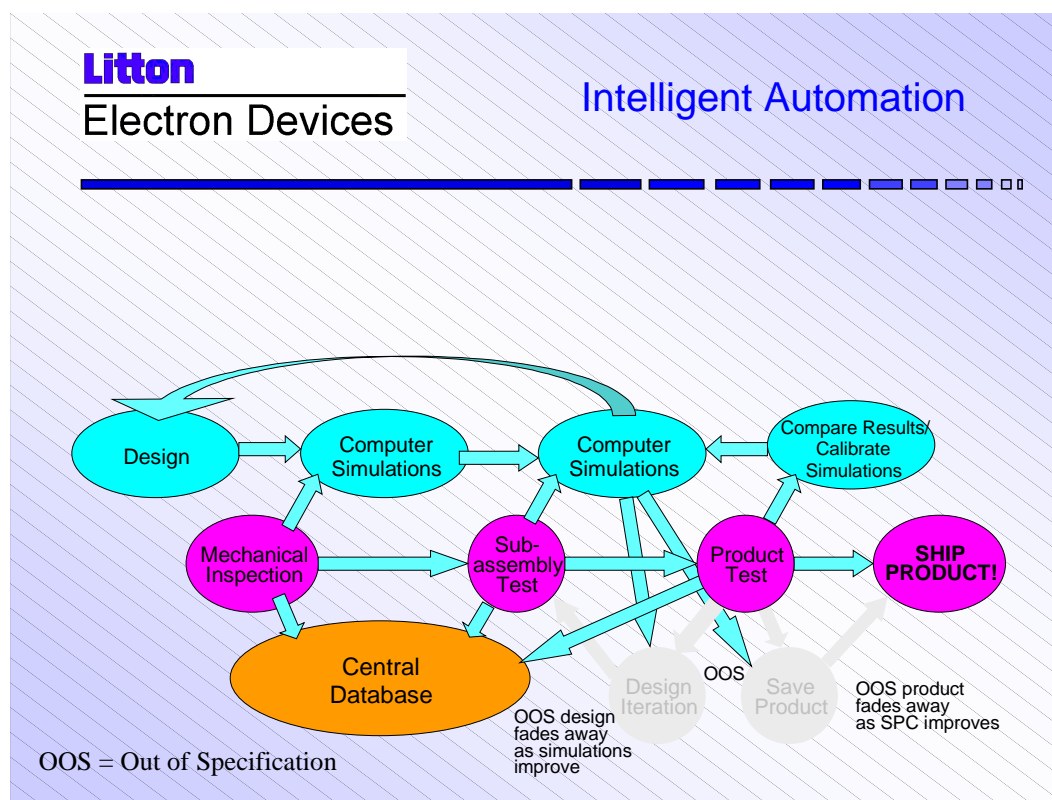 Litton
Electron Devices
Intelligent Automation
Design
Computer
Simulations
Computer
Simulations
Compare Results/
Calibrate
Simulations
Mechanical
Inspection
Sub-
assembly
Test
Product
Test
SHIP
PRODUCT!
Central
Database
Design
Iteration
OOS
Save
Product
OOS design
fades away
as simulations
improve
OOS product
fades away
as SPC improves
OOS = Out of Specification